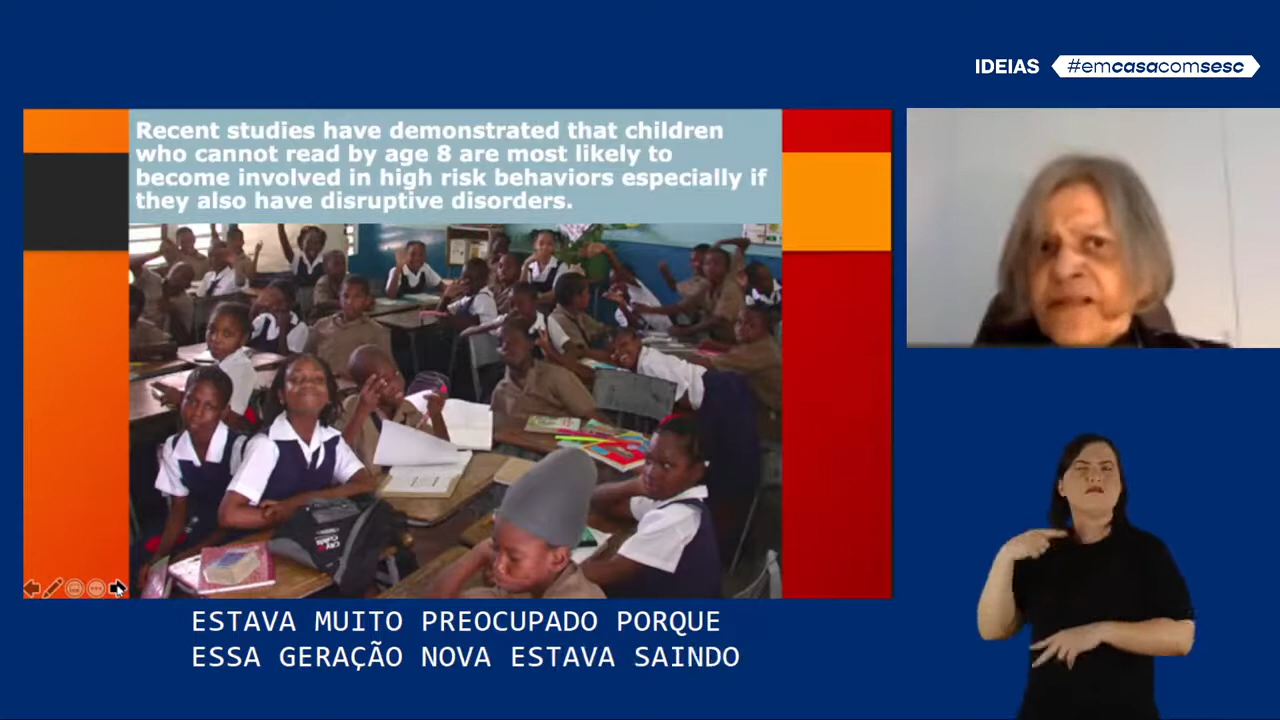 IDEIAS #emcasacomsesc
Recent studies have demonstrated that children
who cannot read by age 8 are most likely to
become involved in high risk behaviors especially if
they also have disruptive disorders.
ESTAVA MUITO PREOCUPADO PORQUE
ESSA GERAÇÃO NOVA ESTAVA SAINDO